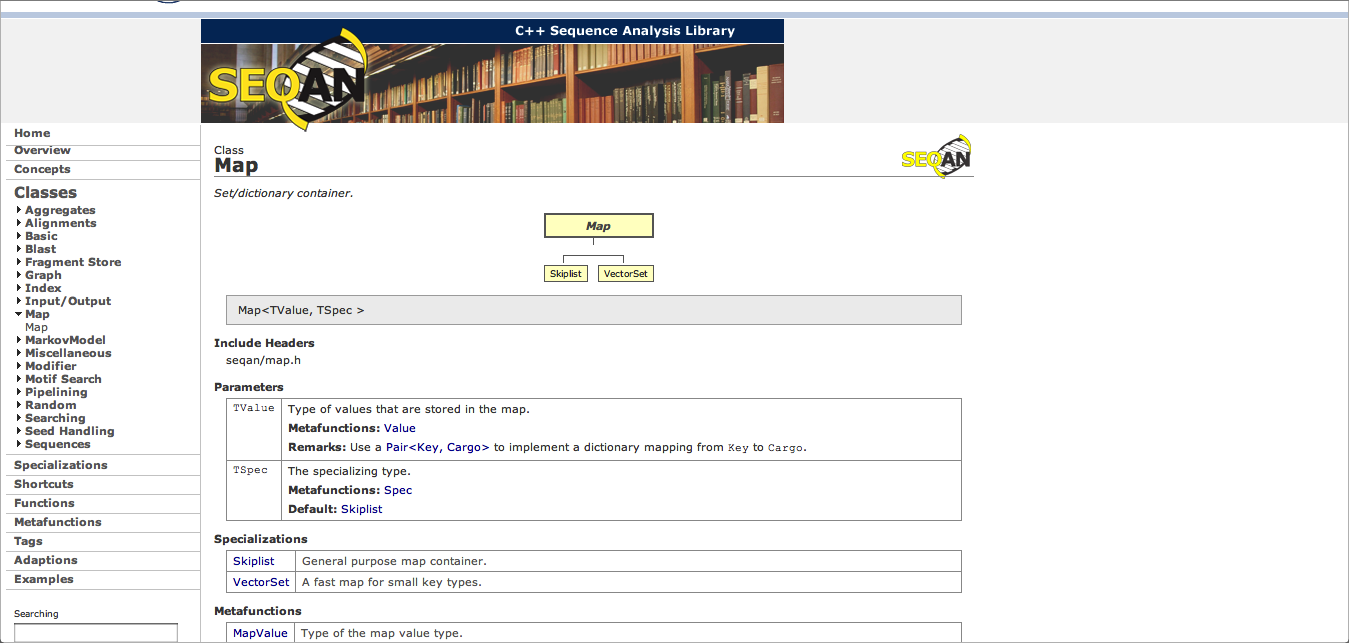 C++ Sequence Analysis Library
SEQAN
Home
Overview
Concepts
Classes
Aggregates
Alignments
Basic
Blast
Fragment Store
Graph
Index
Input/Output
Map
Map
MarkovModel
Miscellaneous
Modifier
Motif Search
Pipelining
Random
Searching
Seed Handling
Sequences
Specializations
Shortcuts
Functions
Metafunctions
Tags
Adaptions
Examples
Searching
Class
Map
SEQAN
Set/dictionary container.
Map
Skiplist VectorSet
Map<TValue, TSpec >
Include Headers
seqan/map.h
Parameters
TValue Type of values that are stored in the map.
Metafunctions: Value
Remarks: Use a Pair<Key, Cargo> to implement a dictionary mapping from Key to Cargo.
TSpec The specializing type.
Metafunctions: Spec
Default: Skiplist
Specializations
Skiplist General purpose map container.
VectorSet A fast map for small key types.
Metafunctions
MapValue Type of the map value type.